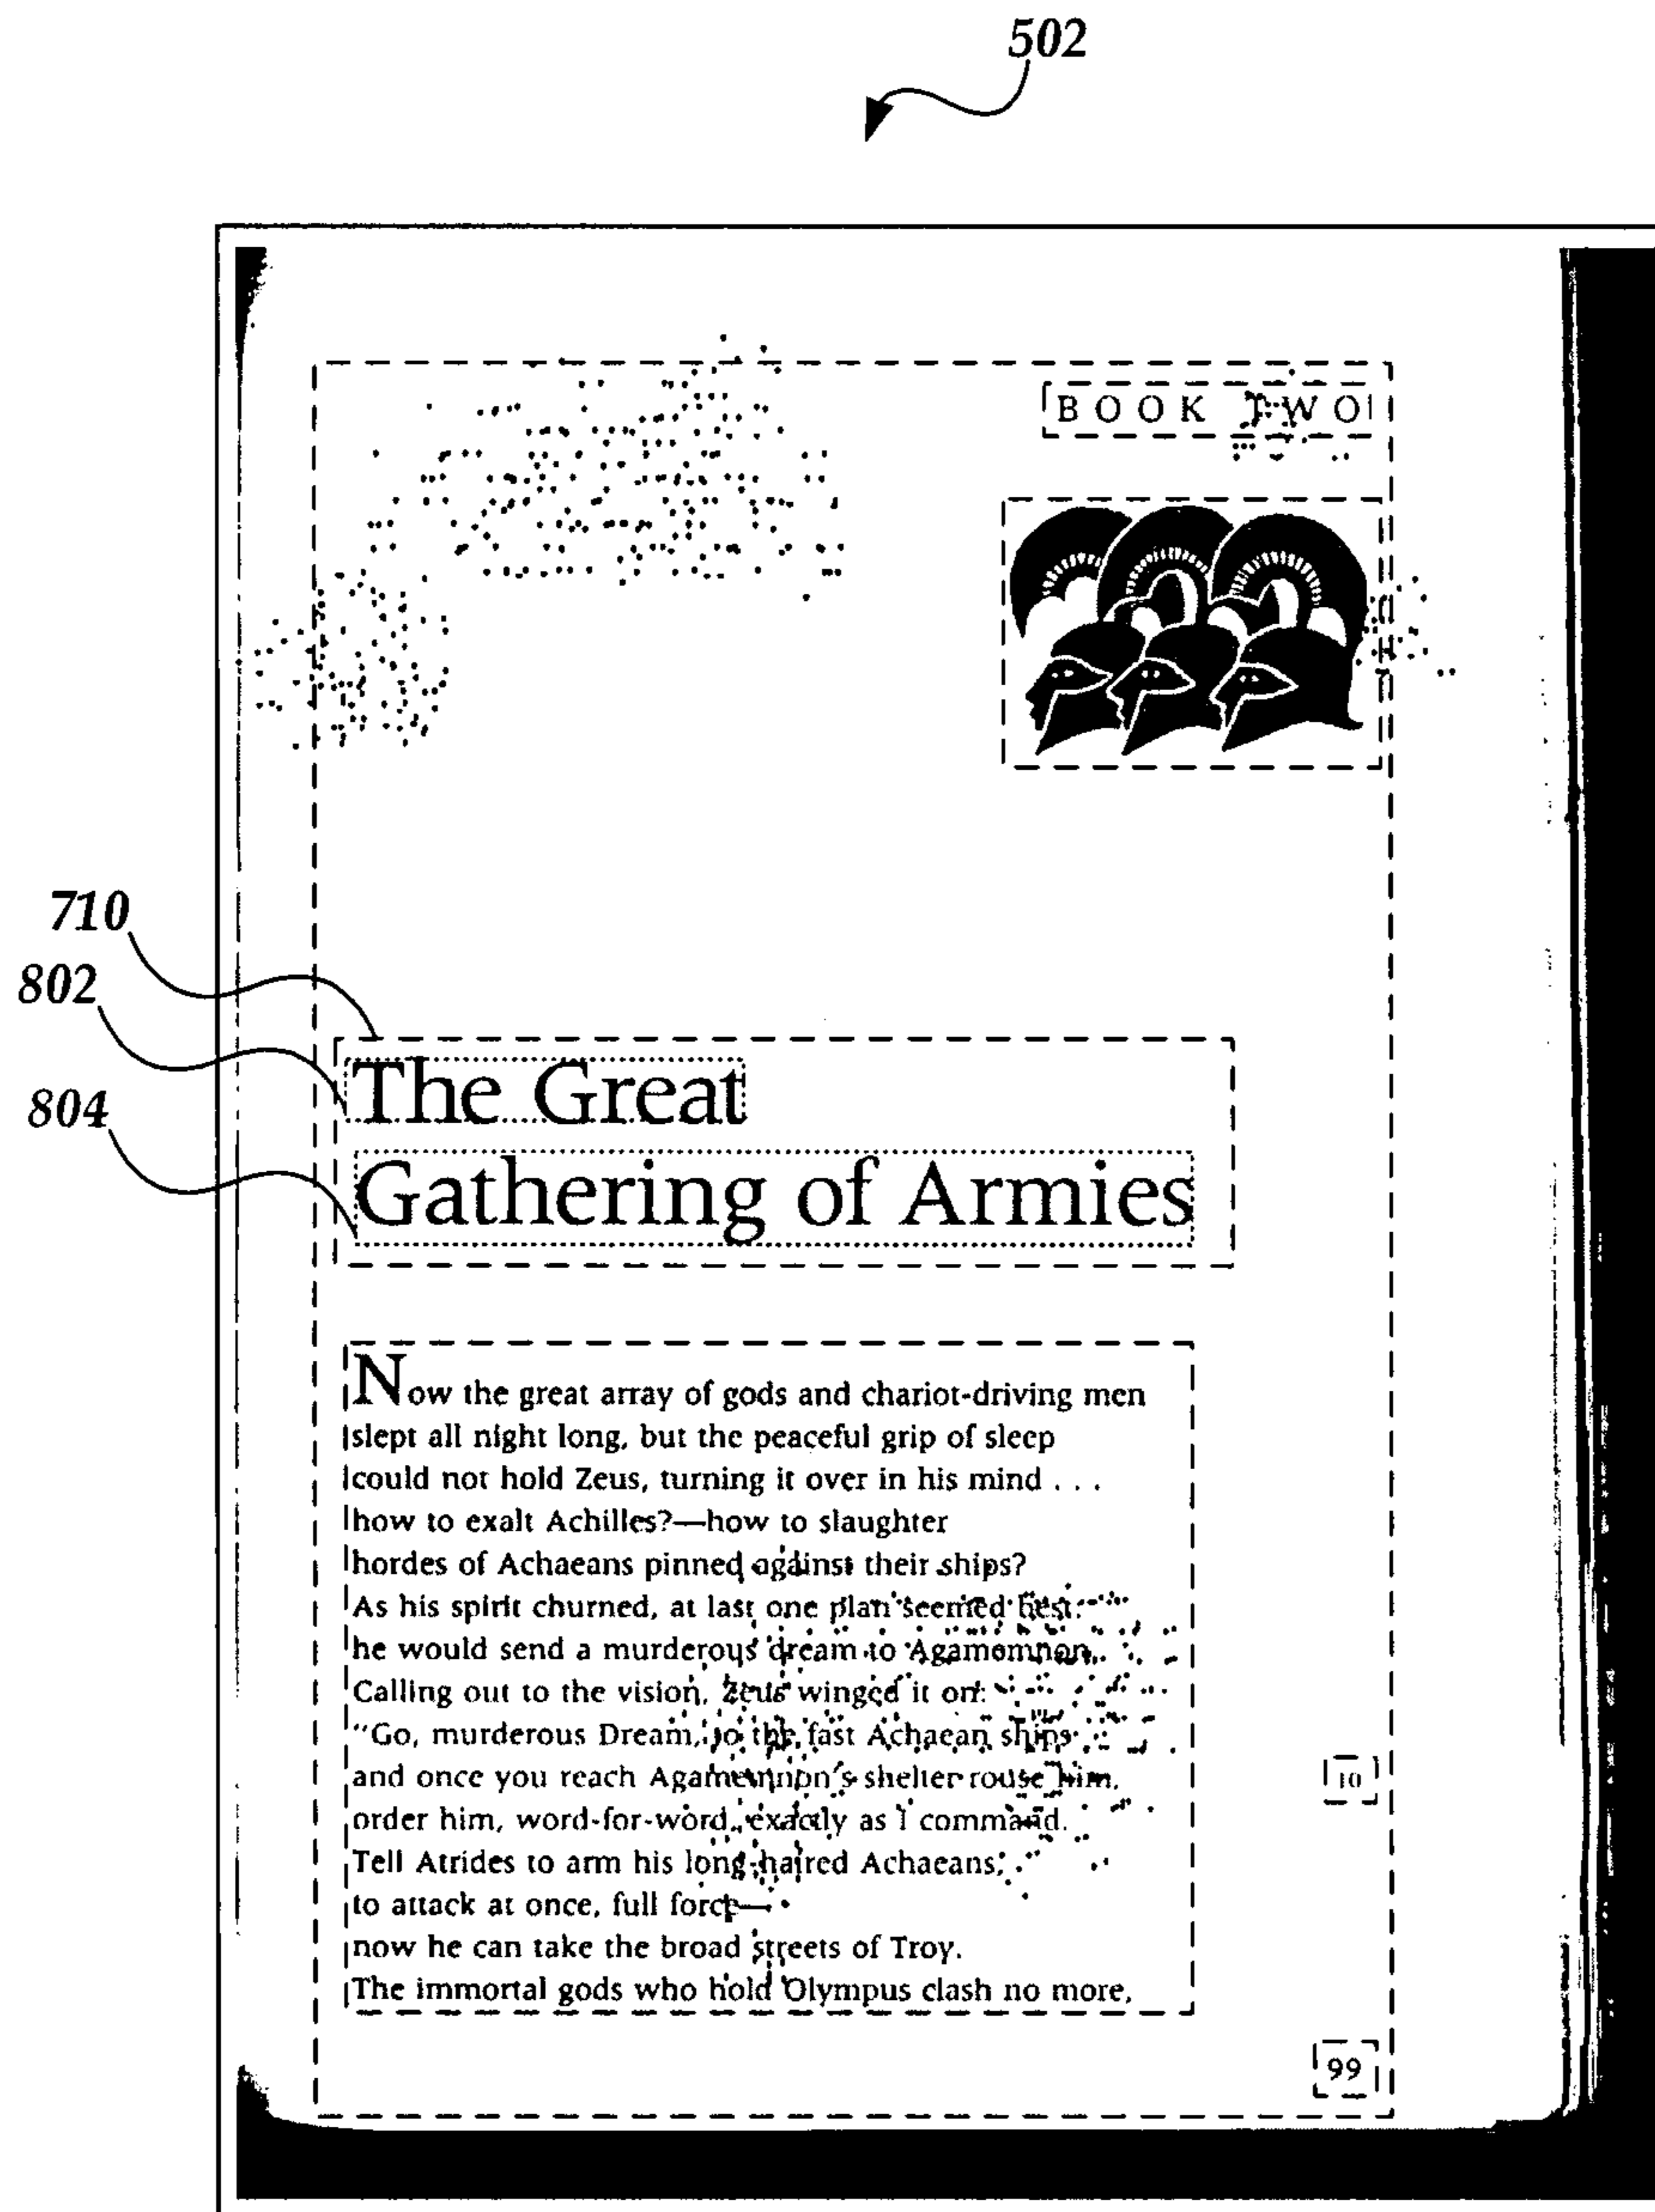 502
BOOK TWO
710
802
804
The Great
Gathering of Armies
Now the great array of gods and chariot-driving men
slept all night long, but the peaceful grip of sleep
could not hold Zeus, turning it over in his mind . . .
how to exalt Achilles?—how to slaughter
hordes of Achaeans pinned against their ships?
As his spirit churned, at last one plan seemed best:
he would send a murderous dream to Agamemnon.
Calling out to the vision, Zeus winged it on:
"Go, murderous Dream, to the fast Achaean ships
and once you reach Agamemnon's shelter rouse him,
10
order him, word-for-word, exactly as I command.
Tell Atrides to arm his long-haired Achaeans
to attack at once, full force—
now he can take the broad streets of Troy.
The immortal gods who hold Olympus clash no more,
99